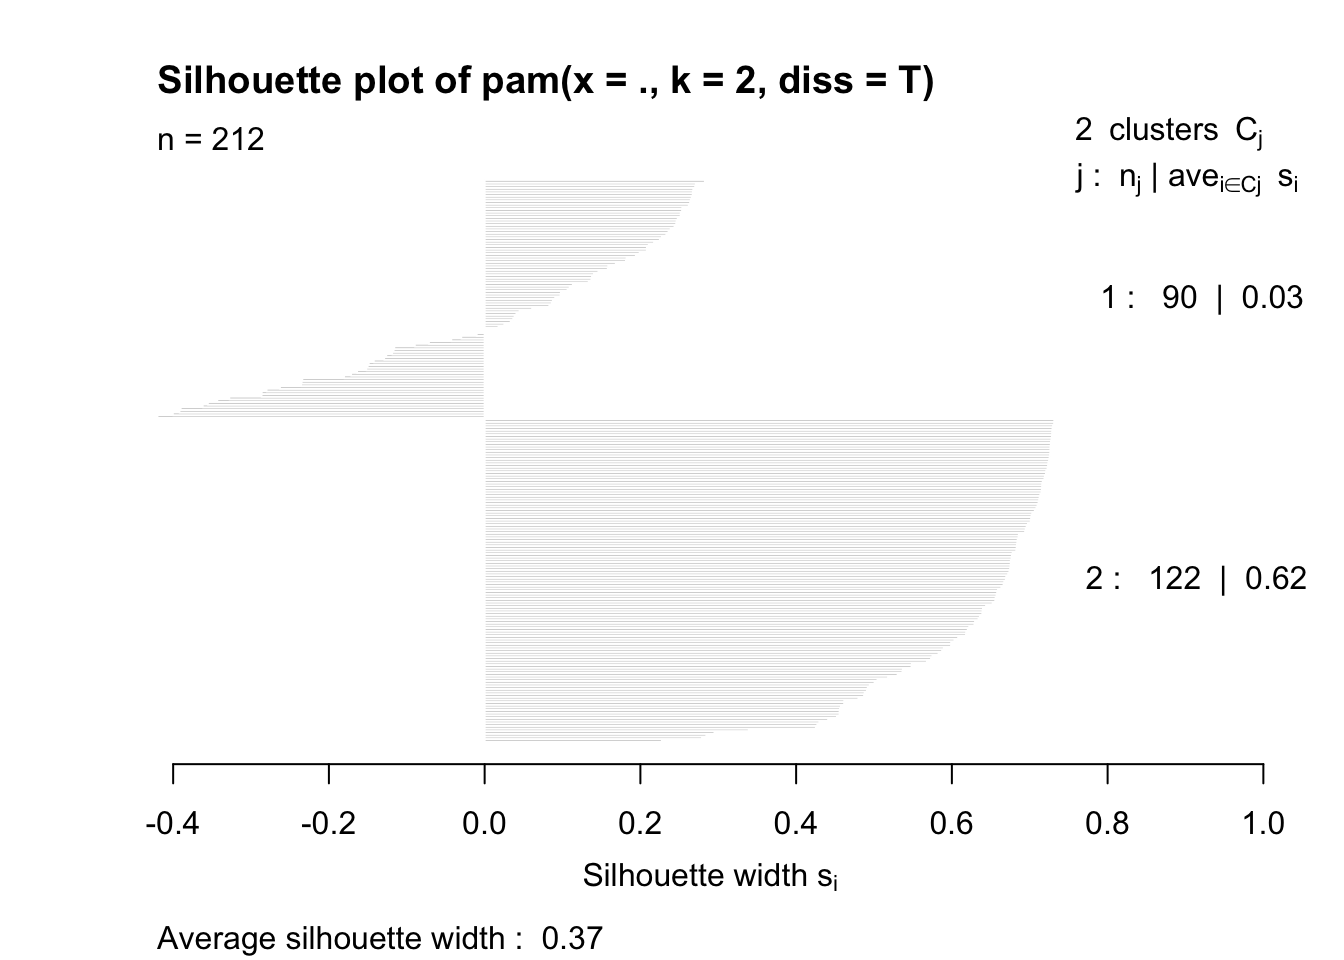 Silhouette plot of pam(x = ., k = 2, diss = T)
n = 212
2 clusters Cj
j : nj | avei∈Cj si
1 : 90 | 0.03
2 : 122 | 0.62
-0.4 -0.2 0.0 0.2 0.4 0.6 0.8 1.0
Silhouette width si
Average silhouette width : 0.37